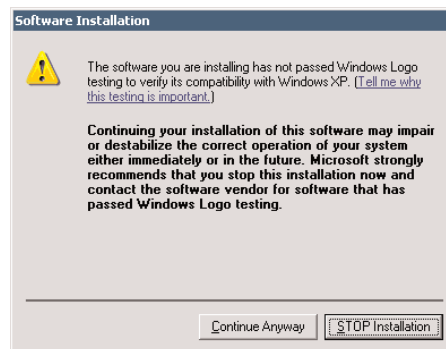 Software Installation
The software you are installing has not passed Windows Logo
testing to verify its compatibility with Windows XP. (Tell me why
this testing is important.)
Continuing your installation of this software may impair
or destabilize the correct operation of your system
either immediately or in the future. Microsoft strongly
recommends that you stop this installation now and
contact the software vendor for software that has
passed Windows Logo testing.
Continue Anyway
STOP Installation